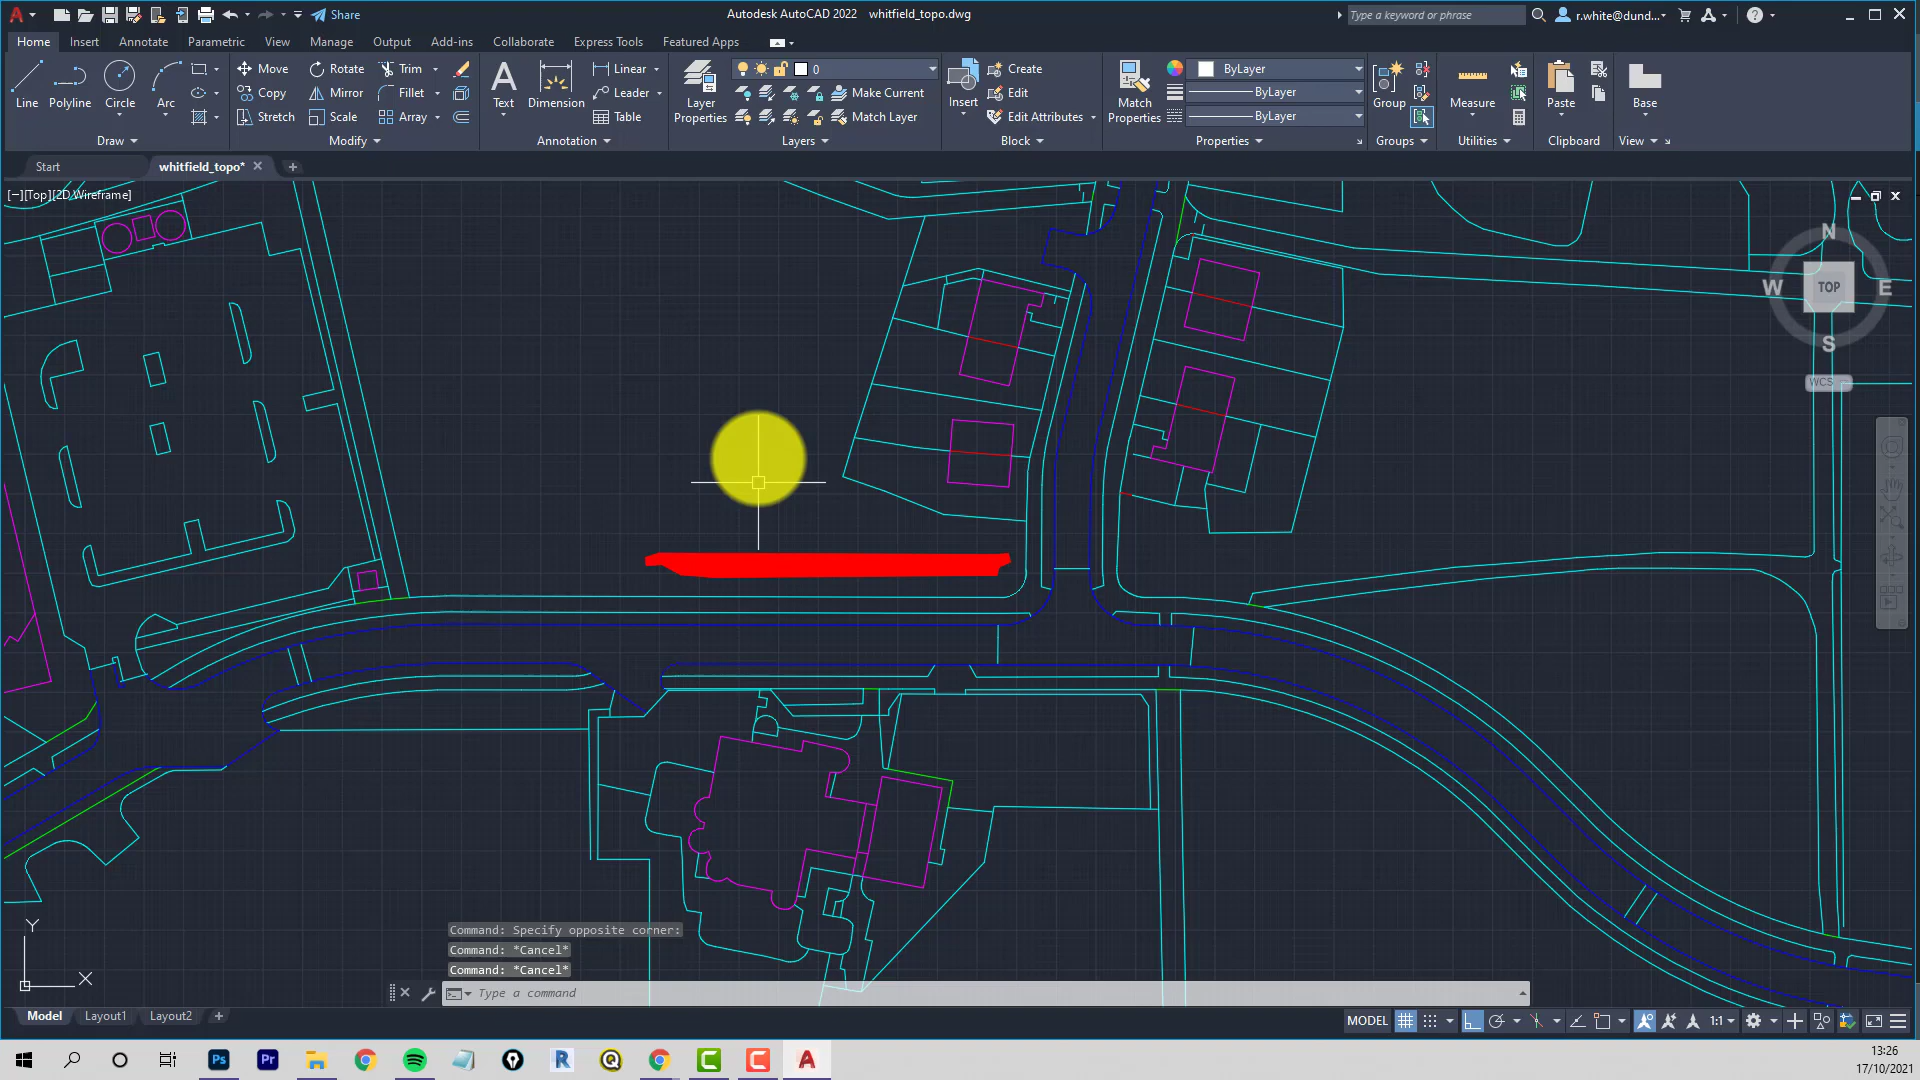 Share
Autodesk AutoCAD 2022 whitfield_topo.dwg
Type a keyword or phrase
r.white@dund...
Home Insert Annotate Parametric View Manage Output Add-ins Collaborate Express Tools Featured Apps
Line Polyline Circle Arc
Move Rotate Trim
Copy Mirror Fillet
Stretch Scale Array
Text Dimension
Linear
Leader
Table
Layer Properties
0
Make Current
Match Layer
Insert
Create
Edit
Edit Attributes
Match Properties
ByLayer
ByLayer
ByLayer
Group
Measure
Paste
Base
Draw Modify Annotation Layers Block Properties Groups Utilities Clipboard View
Start whitfield_topo*
[−][Top][2D Wireframe]
N
W TOP E
S
WCS
Y
X
Command: Specify opposite corner:
Command: *Cancel*
Command: *Cancel*
Type a command
Model Layout1 Layout2
MODEL
1:1
Ps Pr R A
13:26
17/10/2021